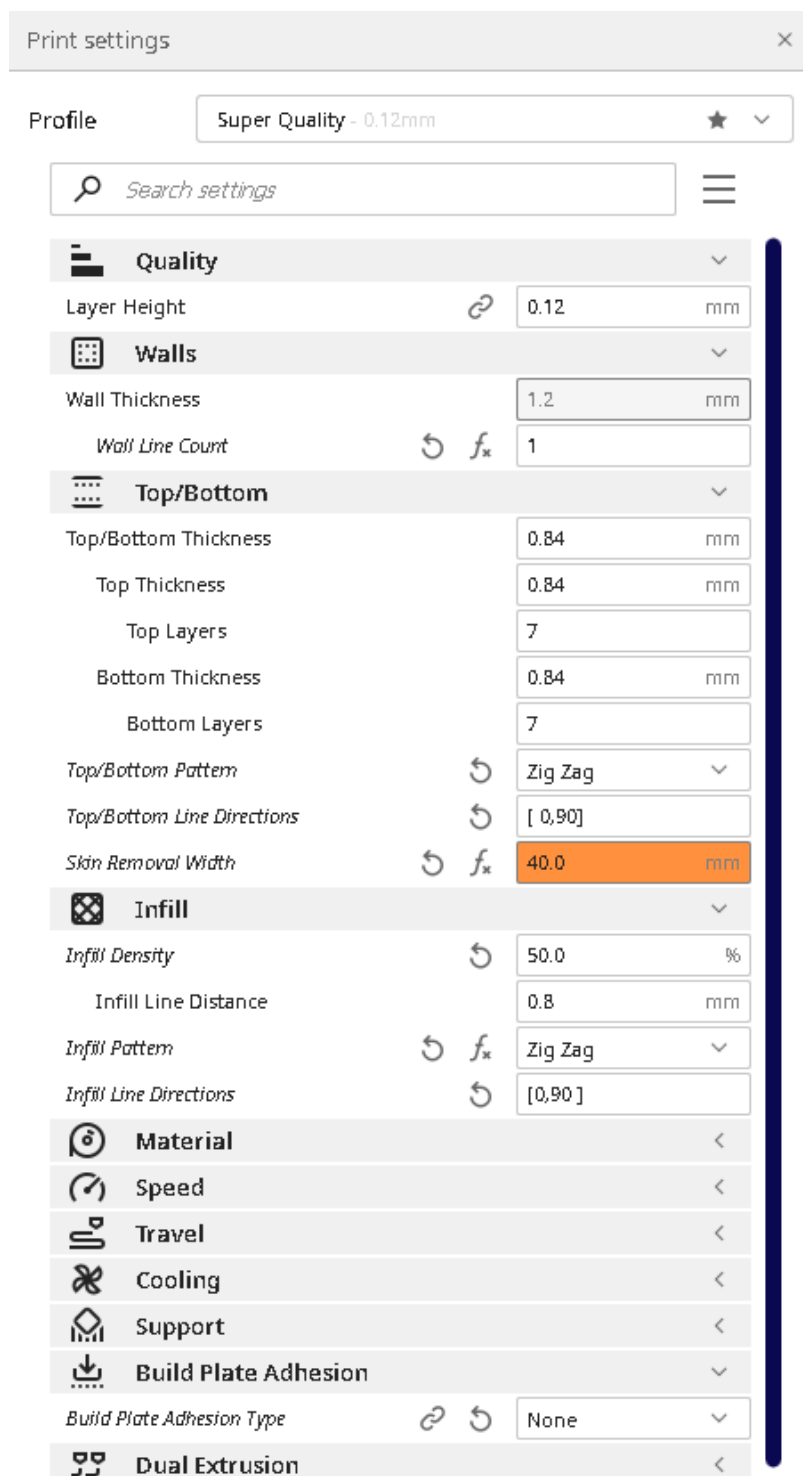 Print settings
Profile Super Quality - 0.12mm
Search settings
Quality
Layer Height 0.12 mm
Walls
Wall Thickness 1.2 mm
Wall Line Count fx 1
Top/Bottom
Top/Bottom Thickness 0.84 mm
Top Thickness 0.84 mm
Top Layers 7
Bottom Thickness 0.84 mm
Bottom Layers 7
Top/Bottom Pattern Zig Zag
Top/Bottom Line Directions [ 0,90]
Skin Removal Width fx 40.0 mm
Infill
Infill Density 50.0 %
Infill Line Distance 0.8 mm
Infill Pattern fx Zig Zag
Infill Line Directions [0,90 ]
Material
Speed
Travel
Cooling
Support
Build Plate Adhesion
Build Plate Adhesion Type None
Dual Extrusion